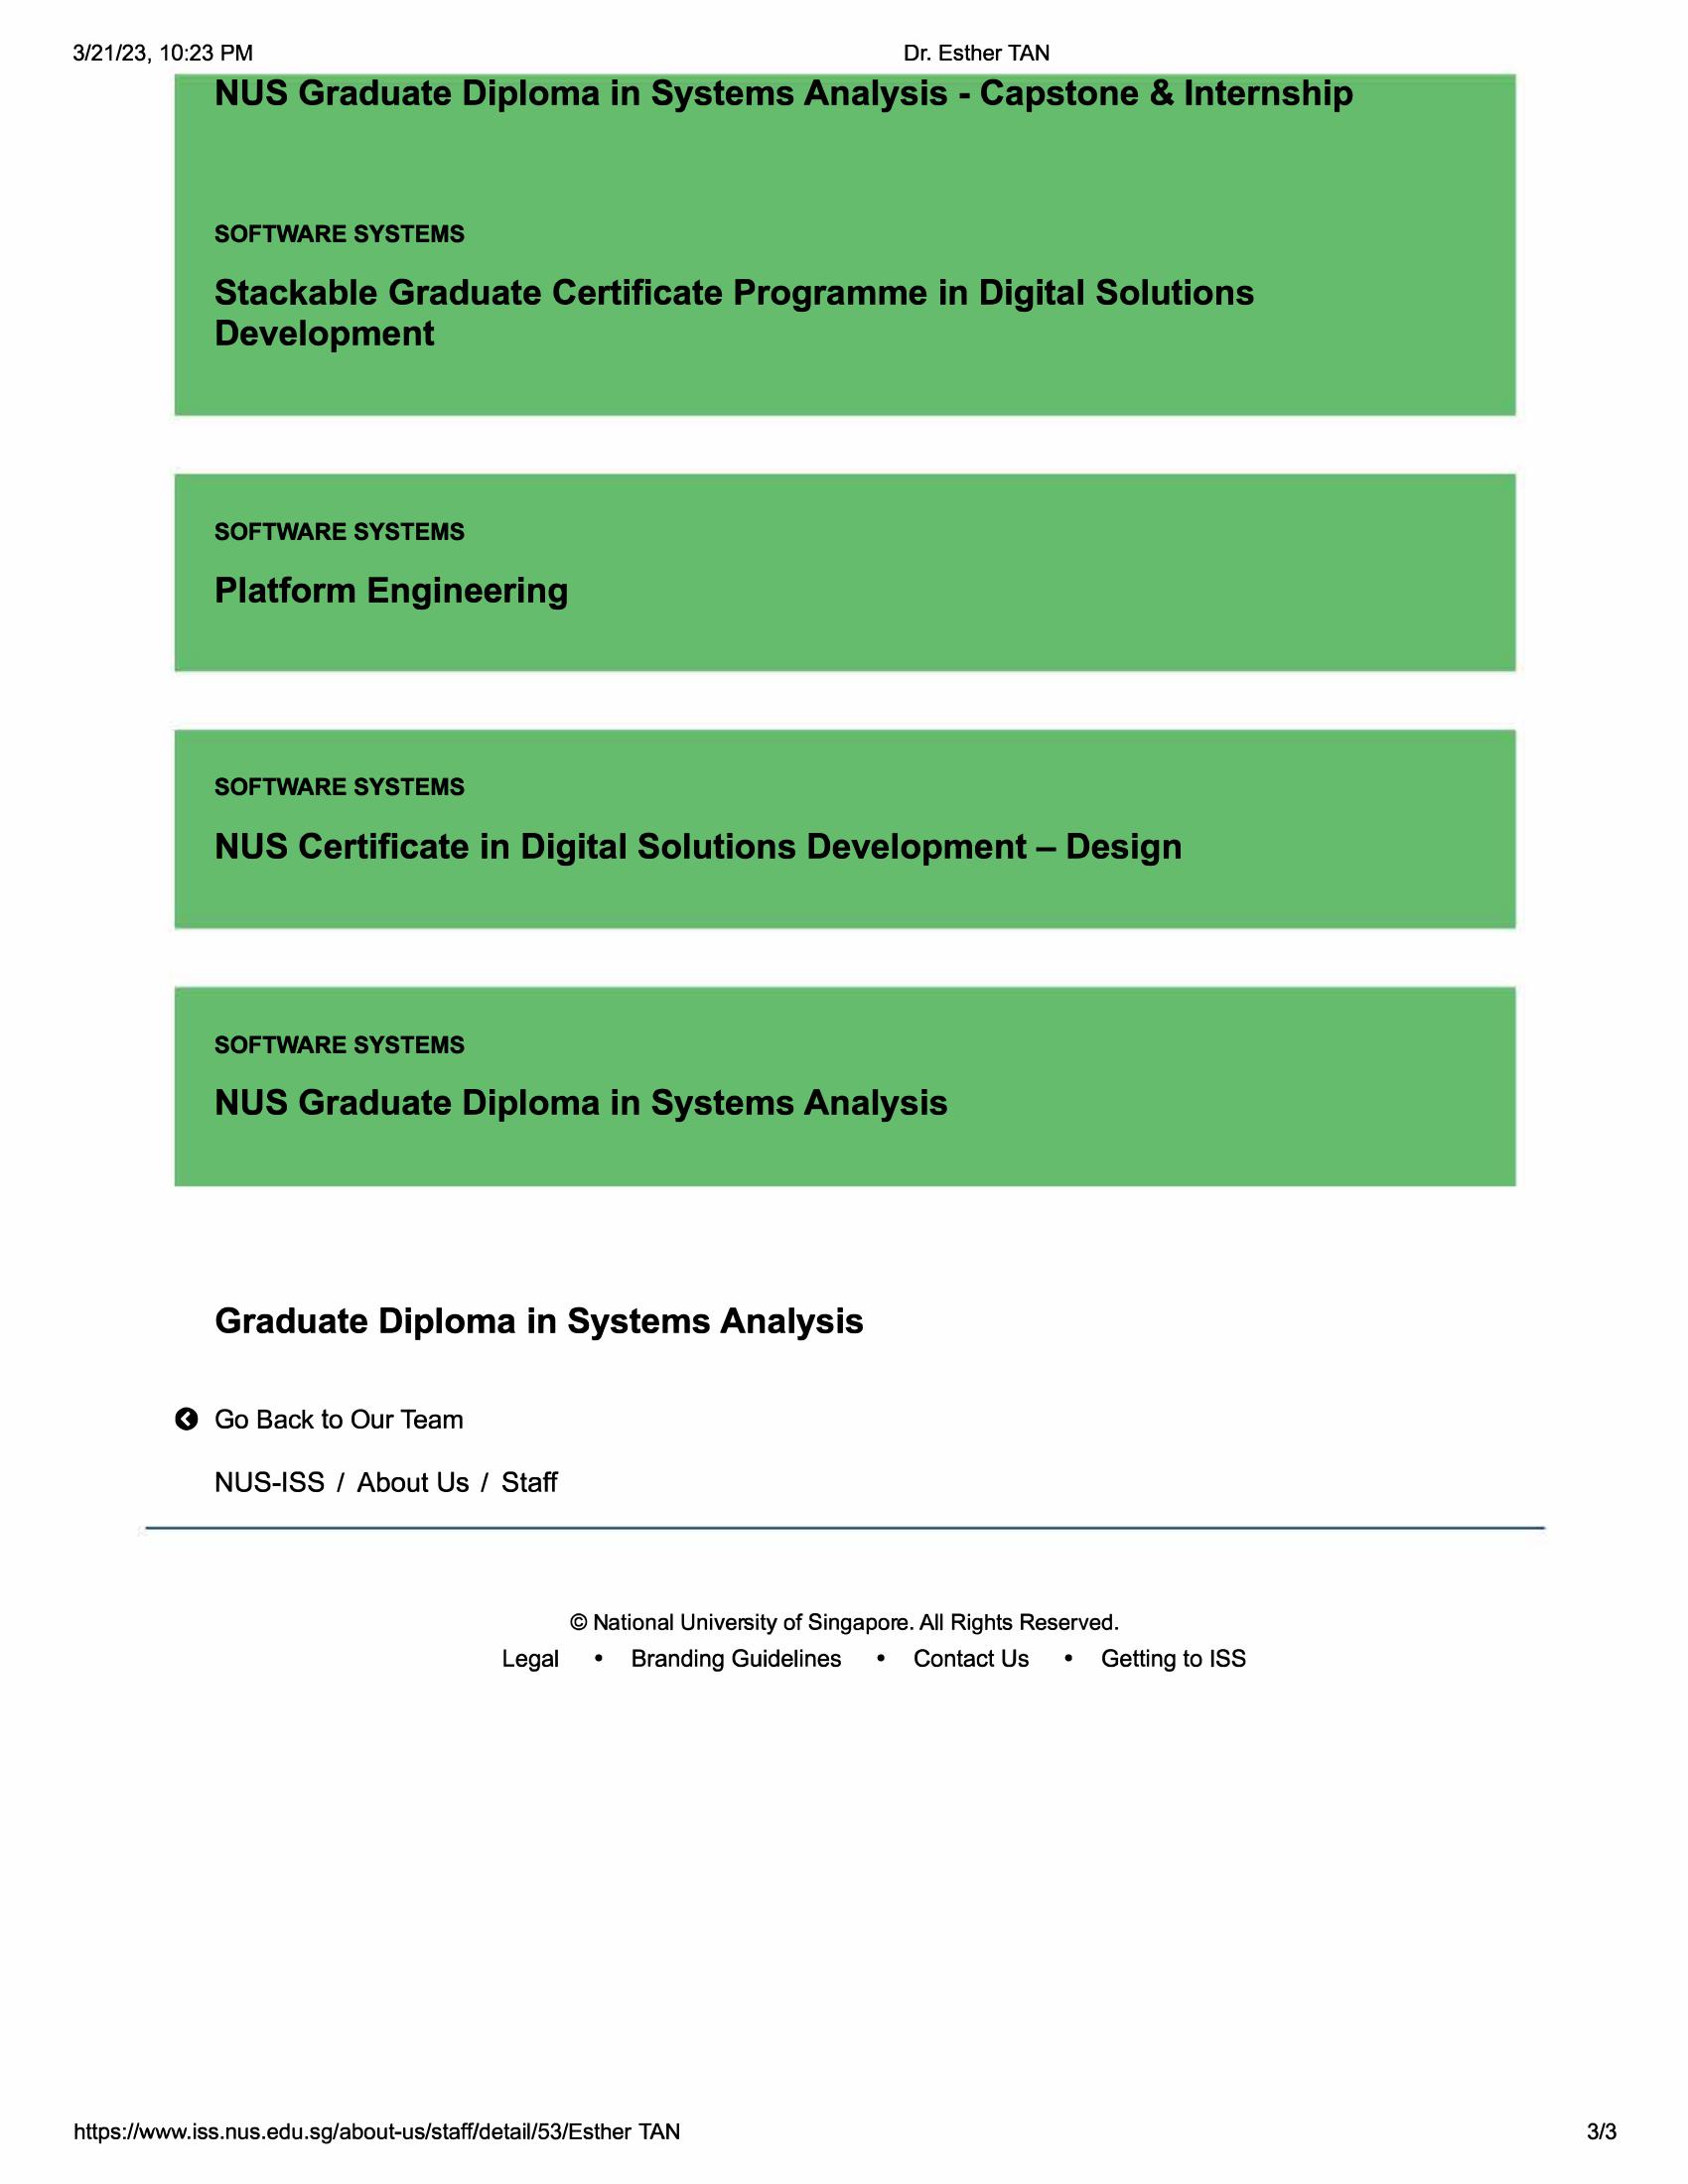 3/21/23, 10:23 PM
Dr. Esther TAN
NUS Graduate Diploma in Systems Analysis - Capstone & Internship
SOFTWARE SYSTEMS
Stackable Graduate Certificate Programme in Digital Solutions
Development
SOFTWARE SYSTEMS
Platform Engineering
SOFTWARE SYSTEMS
NUS Certificate in Digital Solutions Development – Design
SOFTWARE SYSTEMS
NUS Graduate Diploma in Systems Analysis
Graduate Diploma in Systems Analysis
Go Back to Our Team
NUS-ISS / About Us / Staff
© National University of Singapore. All Rights Reserved.
Legal • Branding Guidelines • Contact Us • Getting to ISS
https://www.iss.nus.edu.sg/about-us/staff/detail/53/Esther TAN
3/3